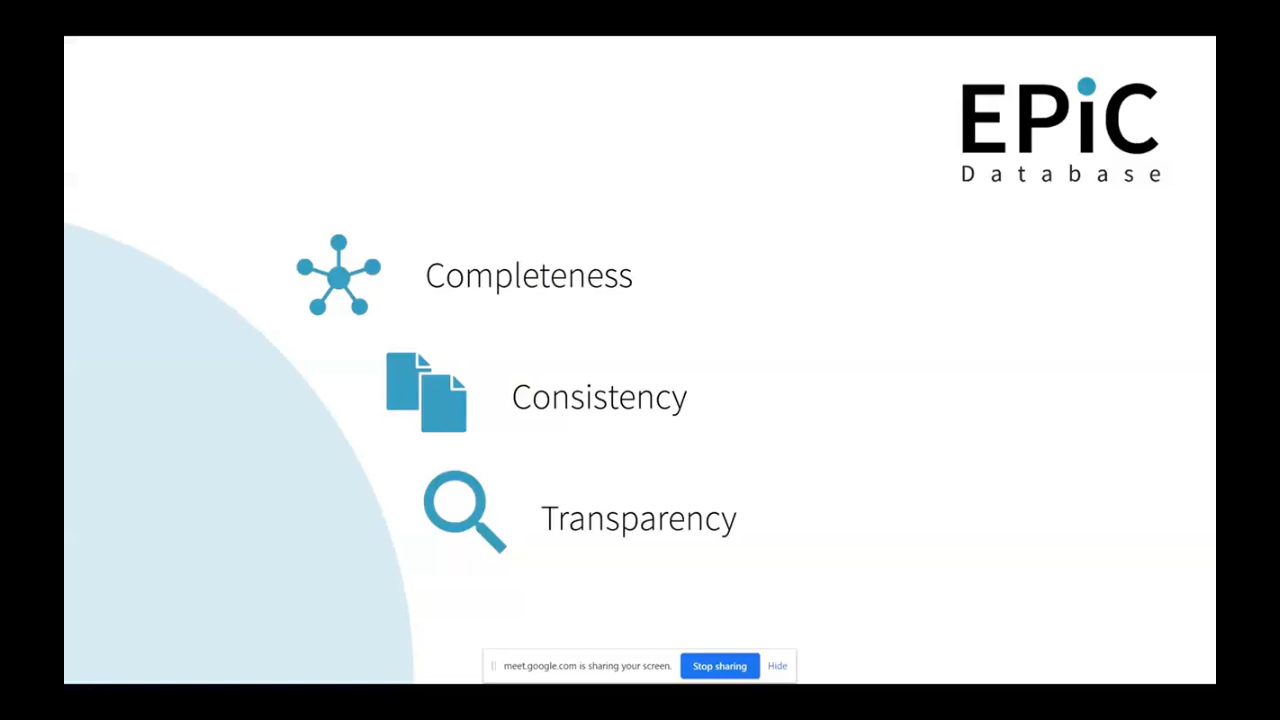 EPiC
Database
Completeness
Consistency
Transparency
meet.google.com is sharing your screen. Stop sharing Hide